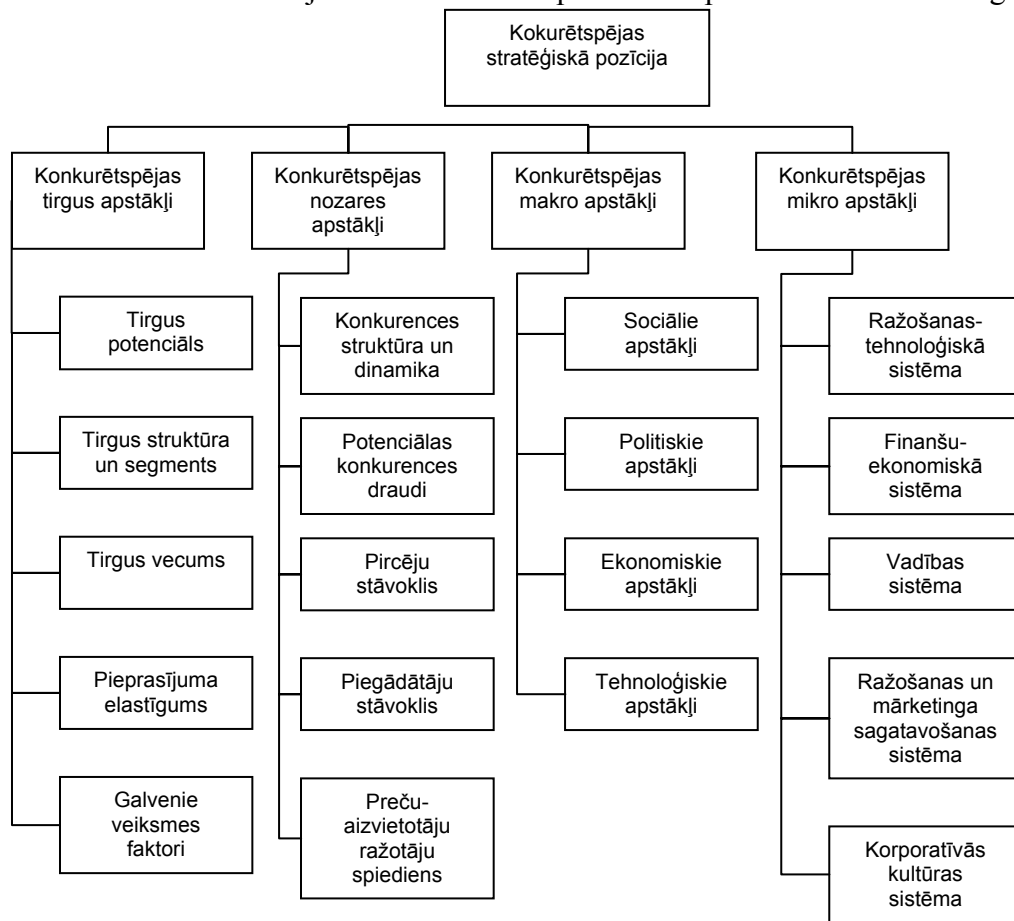 Kokurētspējas
stratēģiskā pozīcija
Konkurētspējas
tirgus apstākļi
Konkurētspējas
nozares
apstākļi
Konkurētspējas
makro apstākļi
Konkurētspējas
mikro apstākļi
Tirgus
potenciāls
Tirgus struktūra
un segments
Tirgus vecums
Pieprasījuma
elastīgums
Galvenie
veiksmes
faktori
Konkurences
struktūra un
dinamika
Potenciālas
konkurences
draudi
Pircēju
stāvoklis
Piegādātāju
stāvoklis
Preču-
aizvietotāju
ražotāju
spiediens
Sociālie
apstākļi
Politiskie
apstākļi
Ekonomiskie
apstākļi
Tehnoloģiskie
apstākļi
Ražošanas-
tehnoloģiskā
sistēma
Finanšu-
ekonomiskā
sistēma
Vadības
sistēma
Ražošanas un
mārketinga
sagatavošanas
sistēma
Korporatīvās
kultūras
sistēma